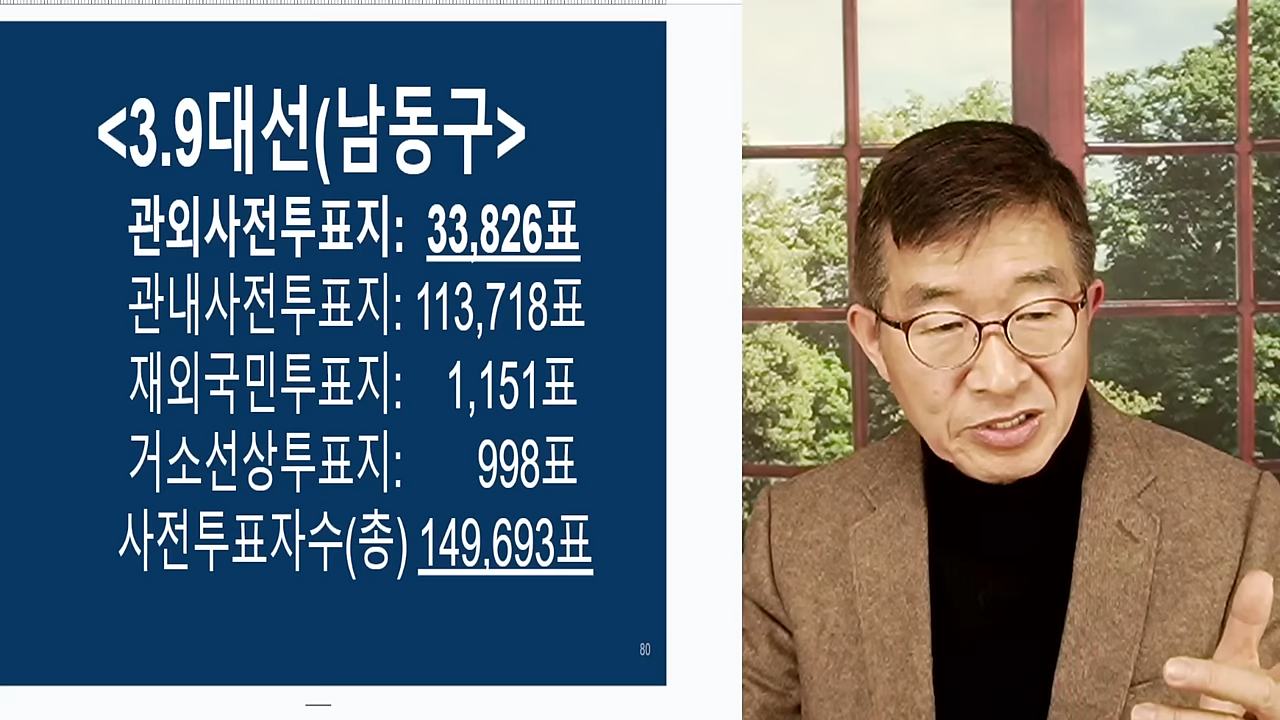 <3.9대선(남동구>
관외사전투표지: 33,826표
관내사전투표지: 113,718표
재외국민투표지: 1,151표
거소선상투표지: 998표
사전투표자수(총) 149,693표
80